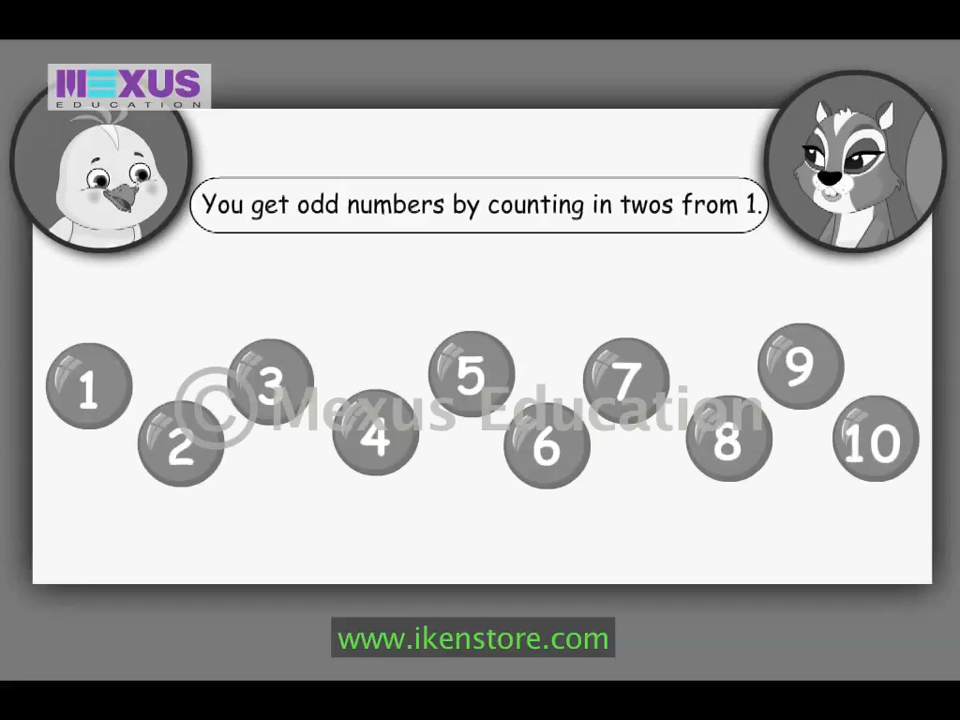 MEXUS
EDUCATION
You get odd numbers by counting in twos from 1.
1 2 3 4 5 6 7 8 9 10
© Mexus Education
www.ikenstore.com